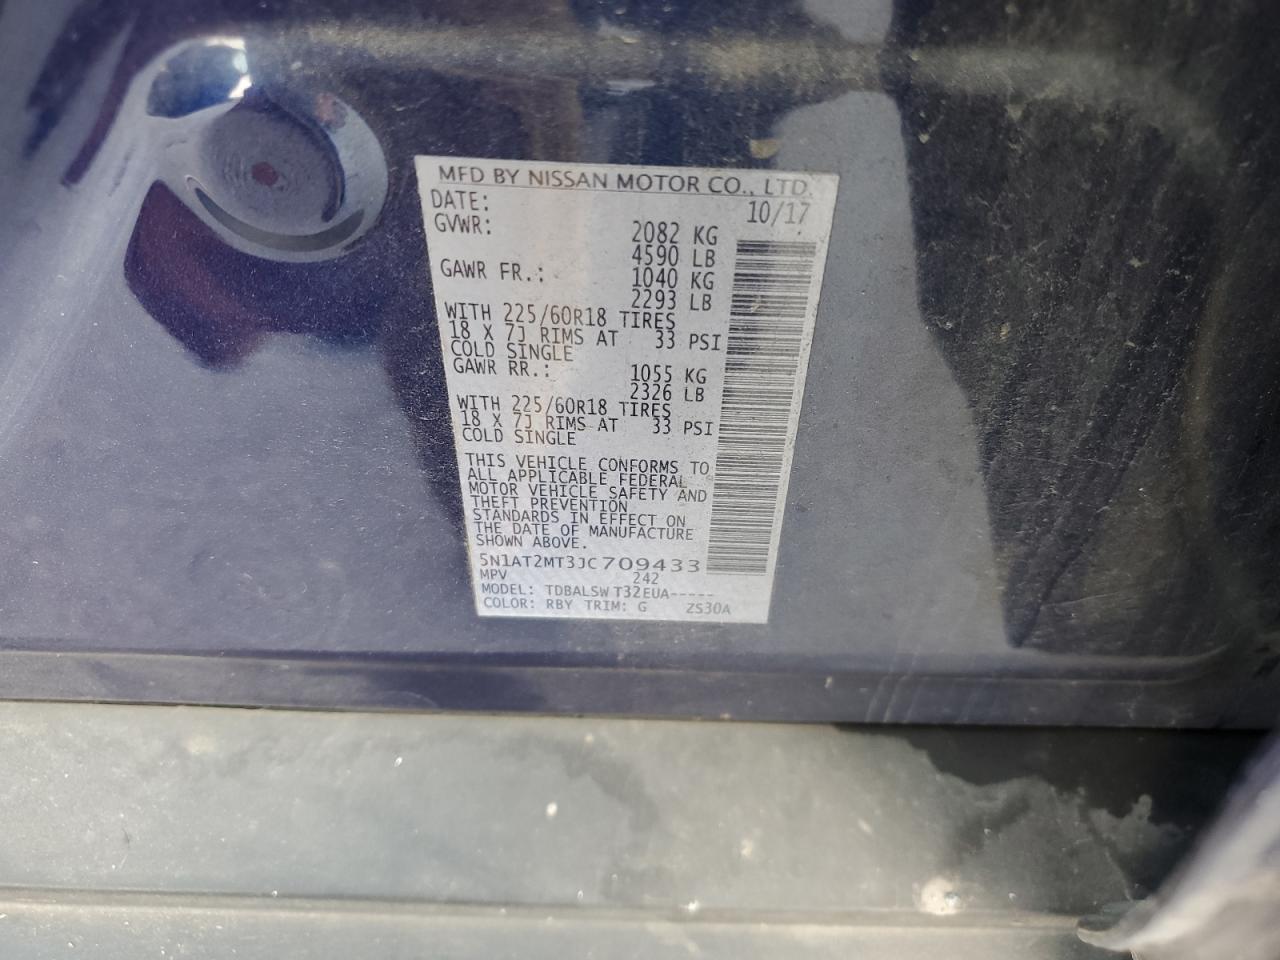 MFD BY NISSAN MOTOR CO., LTD.
DATE: 10/17
GVWR: 2082 KG
4590 LB
GAWR FR.: 1040 KG
2293 LB
WITH 225/60R18 TIRES
18 X 7J RIMS AT 33 PSI
COLD SINGLE
GAWR RR.: 1055 KG
2326 LB
WITH 225/60R18 TIRES
18 X 7J RIMS AT 33 PSI
COLD SINGLE
THIS VEHICLE CONFORMS TO
ALL APPLICABLE FEDERAL
MOTOR VEHICLE SAFETY AND
THEFT PREVENTION
STANDARDS IN EFFECT ON
THE DATE OF MANUFACTURE
SHOWN ABOVE.
5N1AT2MT3JC709433
MPV 242
MODEL: TDBALSW T32EUA-----
COLOR: RBY TRIM: G ZS30A